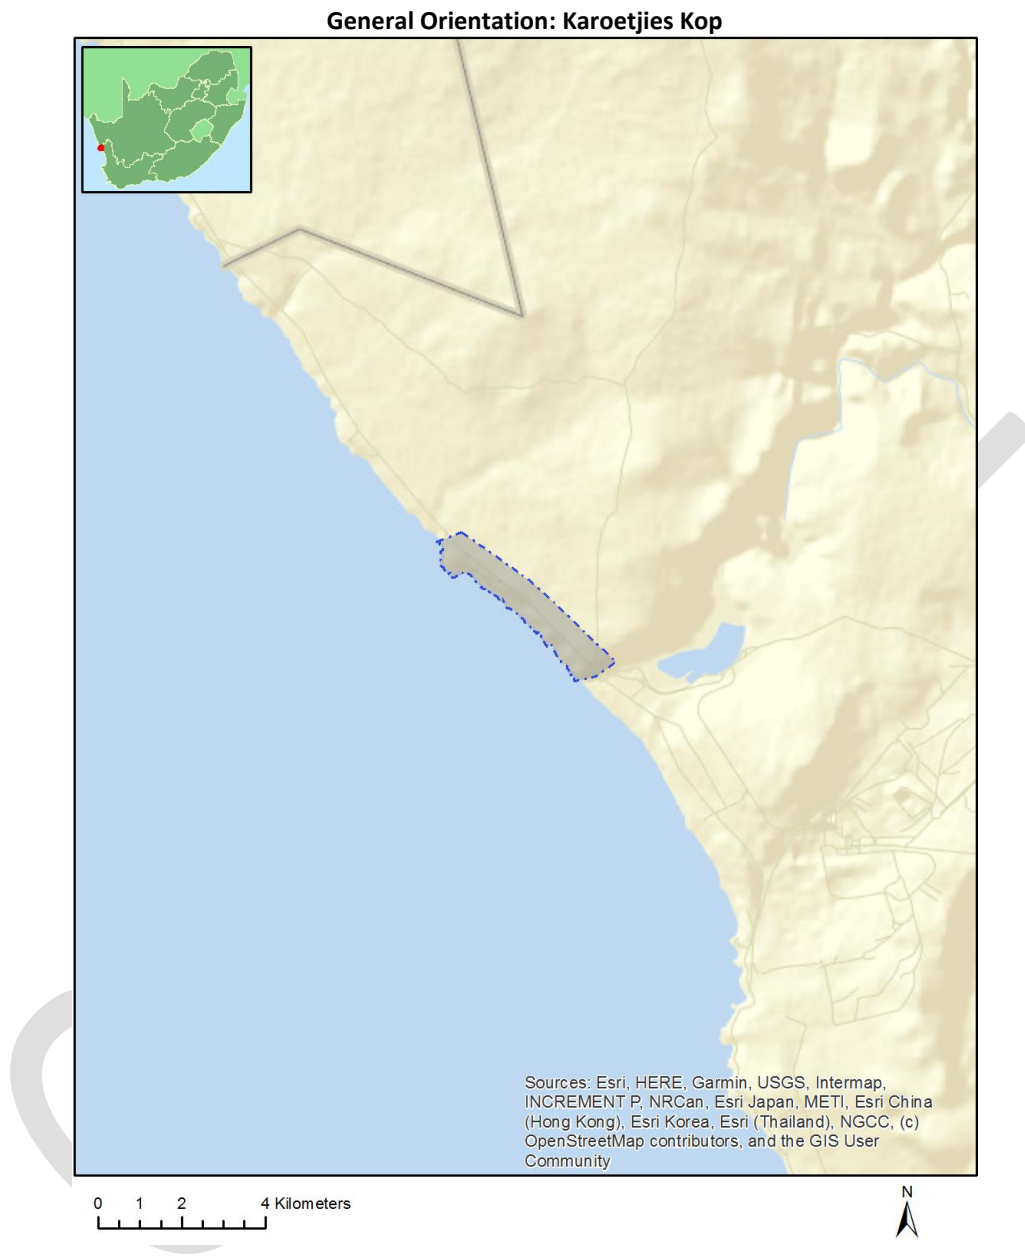 General Orientation: Karoetjies Kop
Sources: Esri, HERE, Garmin, USGS, Intermap,
INCREMENT P, NRCan, Esri Japan, METI, Esri China
(Hong Kong), Esri Korea, Esri (Thailand), NGCC, (c)
OpenStreetMap contributors, and the GIS User
Community
0 1 2 4 Kilometers
N